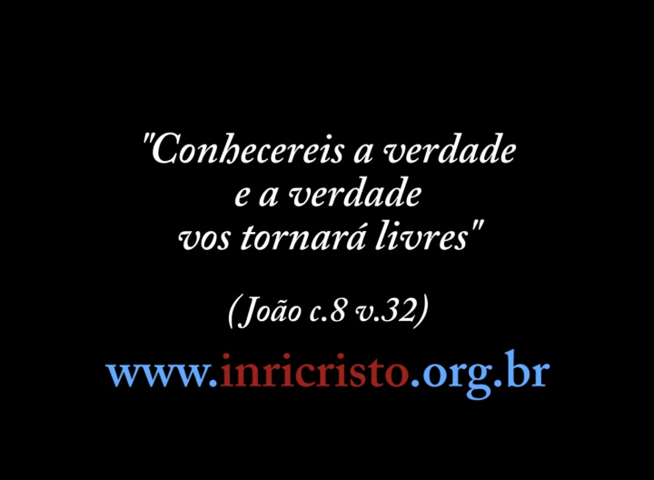 "Conhecereis a verdade
e a verdade
vos tornará livres"
(João c.8 v.32)
www.inricristo.org.br